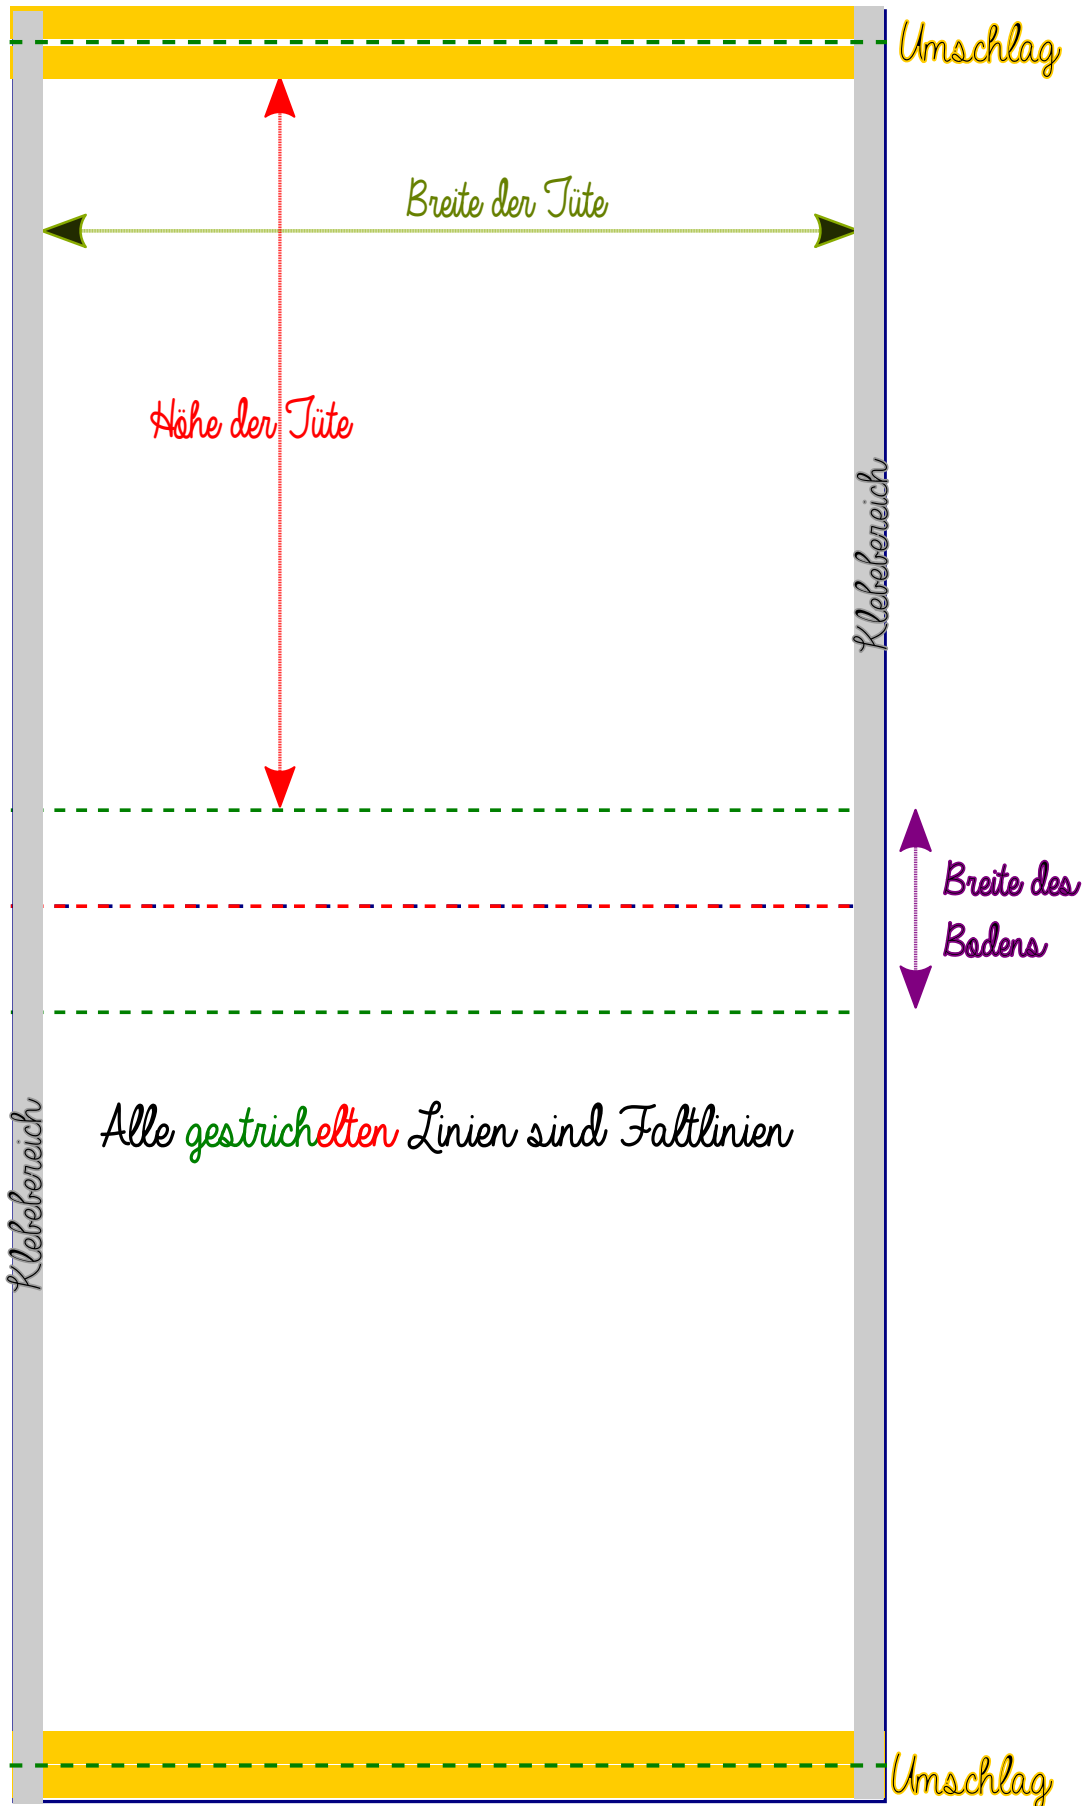 Umschlag
Breite der Tüte
Höhe der Tüte
Klebebereich
Breite des
Bodens
Alle gestrichelten Linien sind Faltlinien
Klebebereich
Umschlag